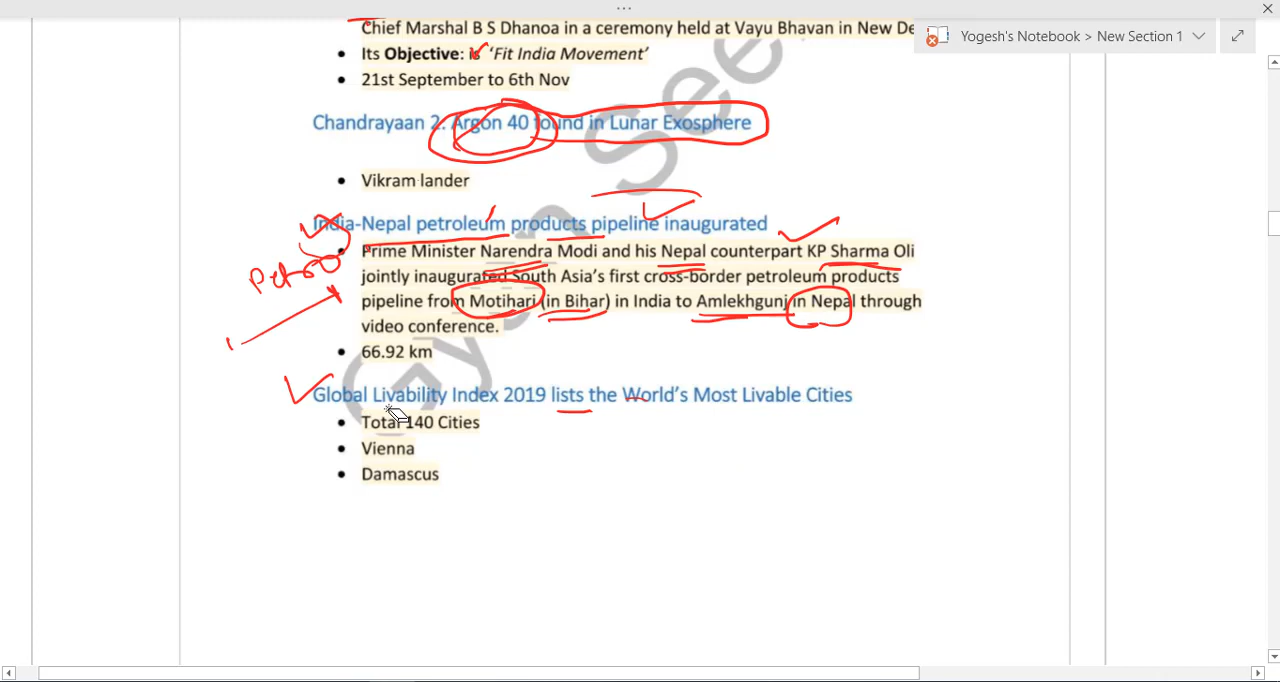 Yogesh's Notebook > New Section 1
Chief Marshal B S Dhanoa in a ceremony held at Vayu Bhavan in New De
• Its Objective: is 'Fit India Movement'
• 21st September to 6th Nov
Chandrayaan 2: Argon 40 found in Lunar Exosphere
• Vikram lander
India-Nepal petroleum products pipeline inaugurated
• Prime Minister Narendra Modi and his Nepal counterpart KP Sharma Oli
jointly inaugurated South Asia's first cross-border petroleum products
Petro
pipeline from Motihari (in Bihar) in India to Amlekhgunj in Nepal through
video conference.
• 66.92 km
Global Livability Index 2019 lists the World's Most Livable Cities
• Total 140 Cities
• Vienna
• Damascus
Gyan See